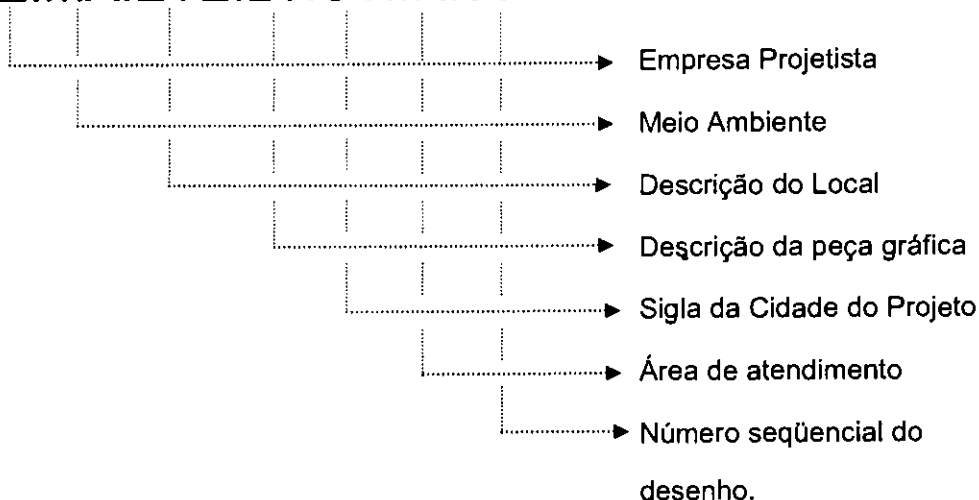 Empresa Projetista
Meio Ambiente
Descrição do Local
Descrição da peça gráfica
Sigla da Cidade do Projeto
Área de atendimento
Número seqüencial do
desenho.